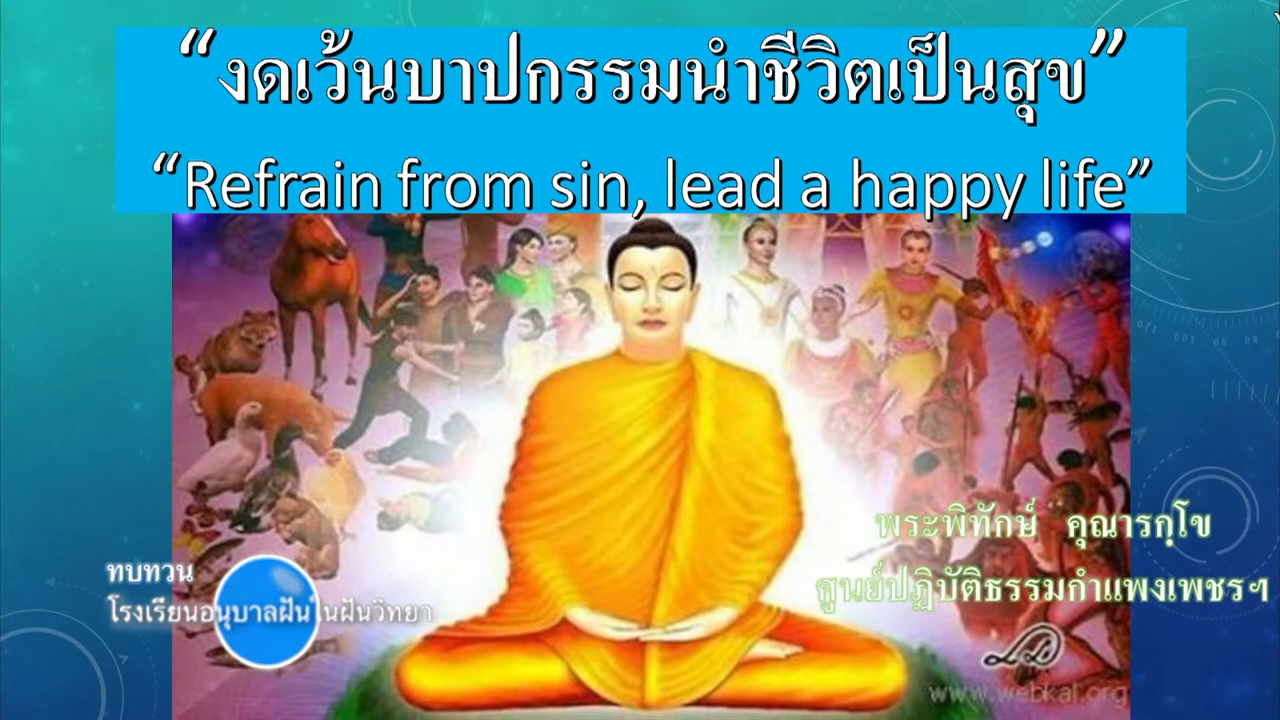 “งดเว้นบาปกรรมนำชีวิตเป็นสุข”
“Refrain from sin, lead a happy life”
พระพิทักษ์ คุณารกฺโข
ศูนย์ปฏิบัติธรรมกำแพงเพชรฯ
ทบทวน
โรงเรียนอนุบาลฝันในฝันวิทยา
www.webkal.org